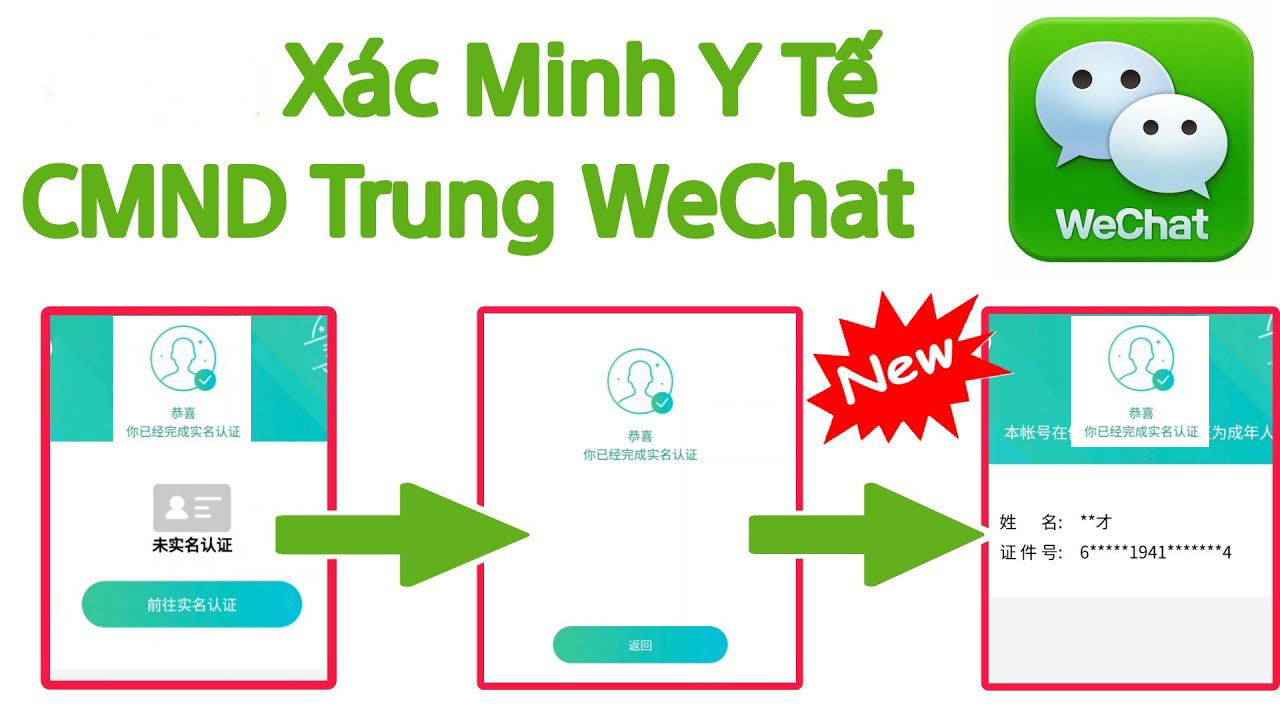 Xác Minh Y Tế
CMND Trung WeChat
WeChat
恭喜
你已经完成实名认证
未实名认证
前往实名认证
恭喜
你已经完成实名认证
返回
New
恭喜
你已经完成实名认证
本帐号在
为成年人
姓 名: **才
证件号: 6*****1941*******4